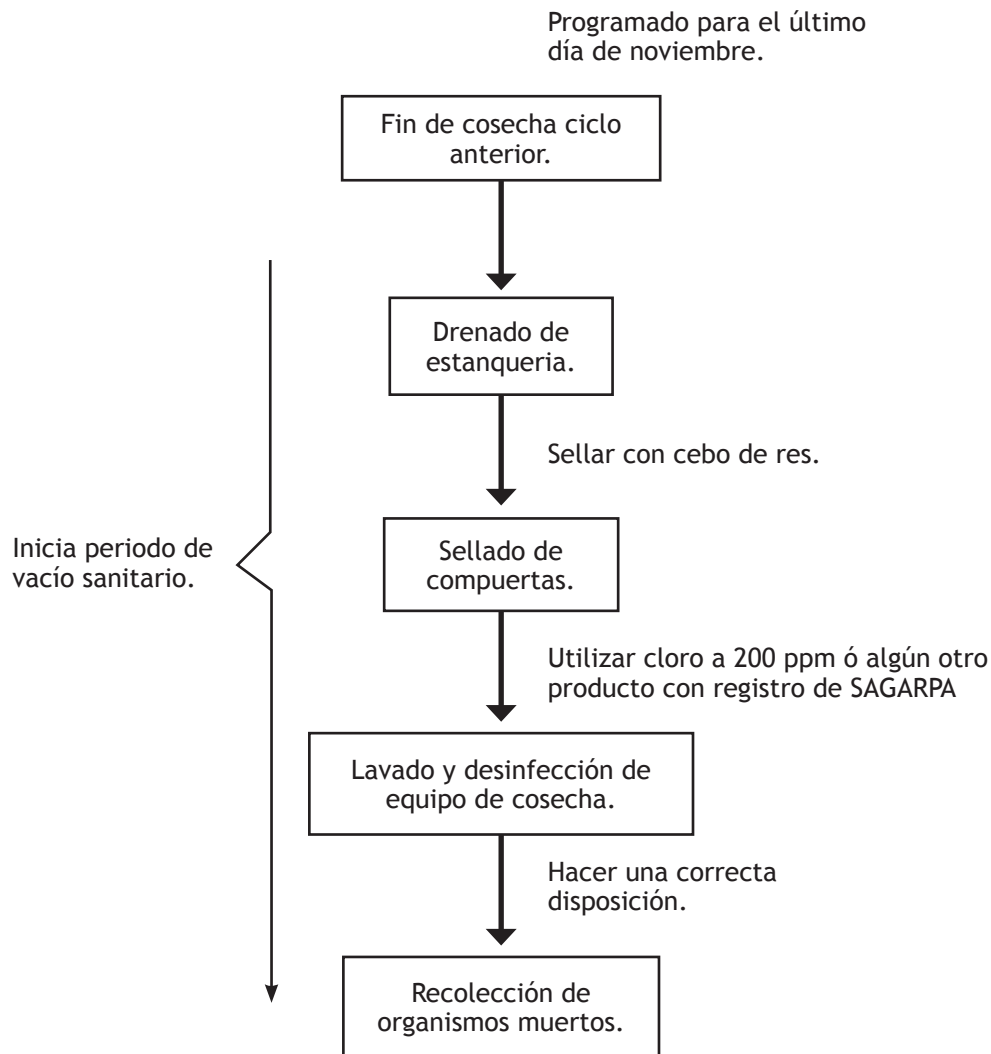 Programado para el último
día de noviembre.
Fin de cosecha ciclo
anterior.
Drenado de
estanqueria.
Sellar con cebo de res.
Inicia periodo de
vacío sanitario.
Sellado de
compuertas.
Utilizar cloro a 200 ppm ó algún otro
producto con registro de SAGARPA
Lavado y desinfección de
equipo de cosecha.
Hacer una correcta
disposición.
Recolección de
organismos muertos.